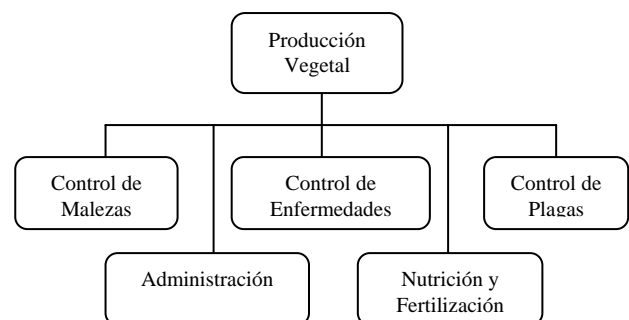 Producción
Vegetal
Control de
Malezas
Control de
Enfermedades
Control de
Plagas
Administración
Nutrición y
Fertilización